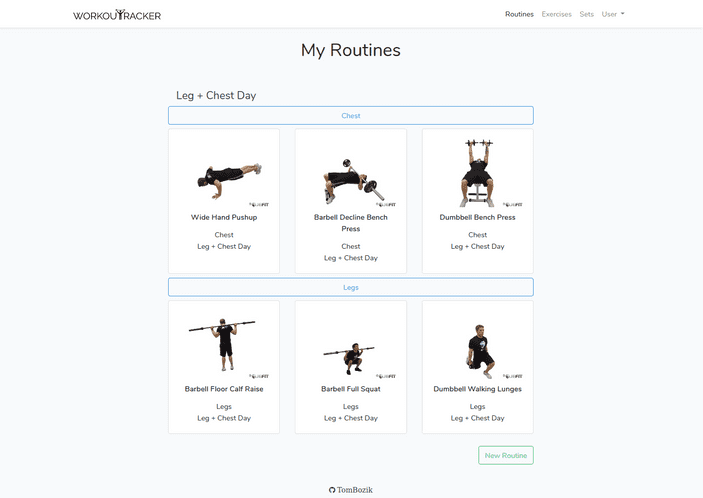 WORKOUTRACKER
Routines Exercises Sets User
My Routines
Leg + Chest Day
Chest
Wide Hand Pushup
Chest
Leg + Chest Day
Barbell Decline Bench
Press
Chest
Leg + Chest Day
Dumbbell Bench Press
Chest
Leg + Chest Day
Legs
Barbell Floor Calf Raise
Legs
Leg + Chest Day
Barbell Full Squat
Legs
Leg + Chest Day
Dumbbell Walking Lunges
Legs
Leg + Chest Day
New Routine
TomBozik